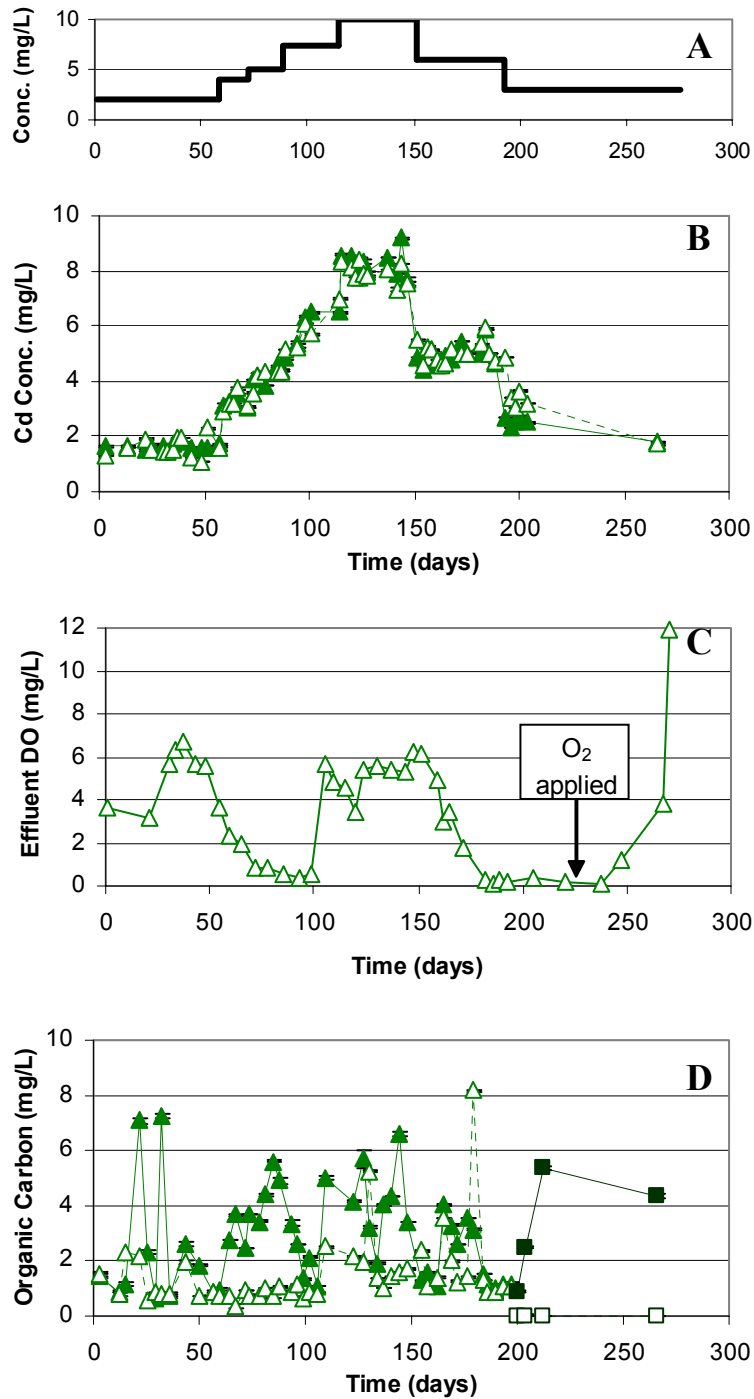 A
Conc. (mg/L)
10
5
0
0 50 100 150 200 250 300
B
Cd Conc. (mg/L)
10
8
6
4
2
0
0 50 100 150 200 250 300
Time (days)
C
Effluent DO (mg/L)
12
10
8
6
4
2
0
O2
applied
0 50 100 150 200 250 300
Time (days)
D
Organic Carbon (mg/L)
10
8
6
4
2
0
0 50 100 150 200 250 300
Time (days)